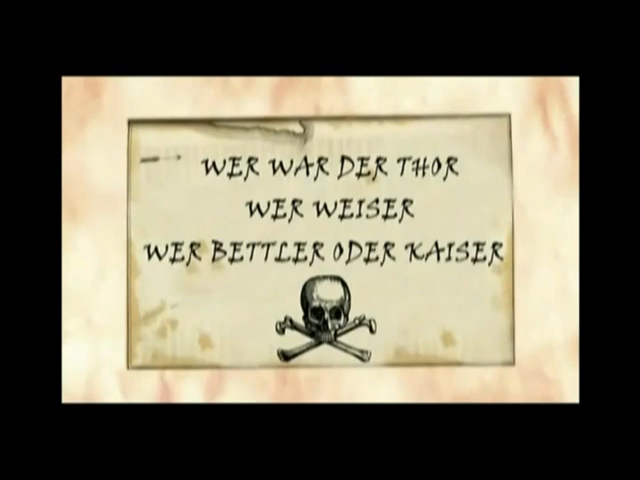 WER WAR DER THOR
WER WEISER
WER BETTLER ODER KAISER